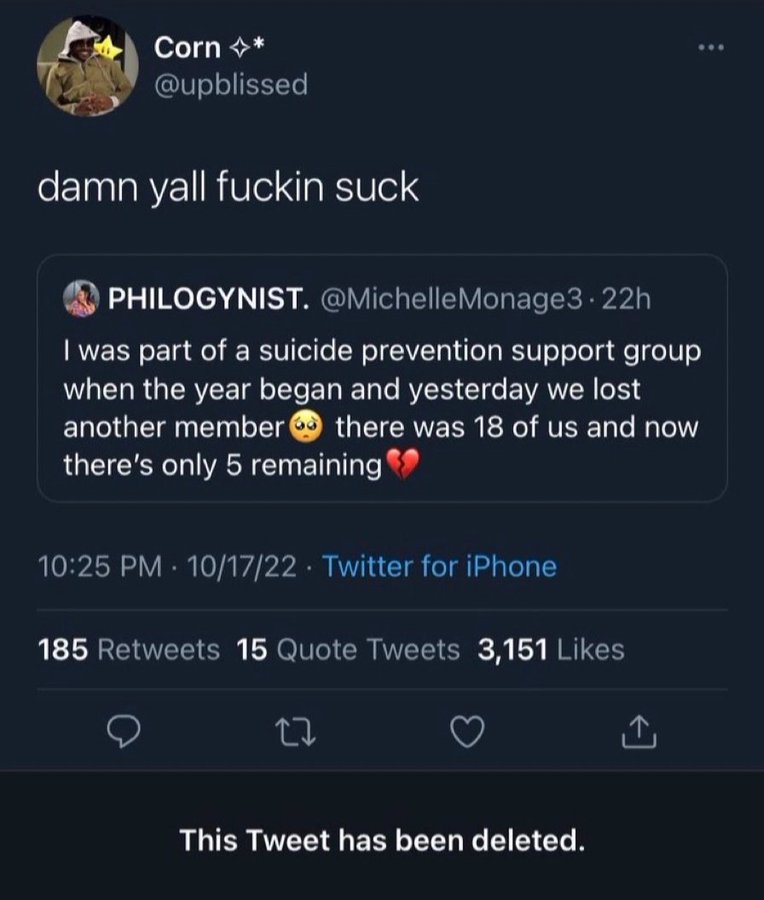 Corn ✧*
@upblissed
damn yall fuckin suck
PHILOGYNIST. @MichelleMonage3 · 22h
I was part of a suicide prevention support group
when the year began and yesterday we lost
another member🥺 there was 18 of us and now
there's only 5 remaining💔
10:25 PM · 10/17/22 · Twitter for iPhone
185 Retweets 15 Quote Tweets 3,151 Likes
This Tweet has been deleted.